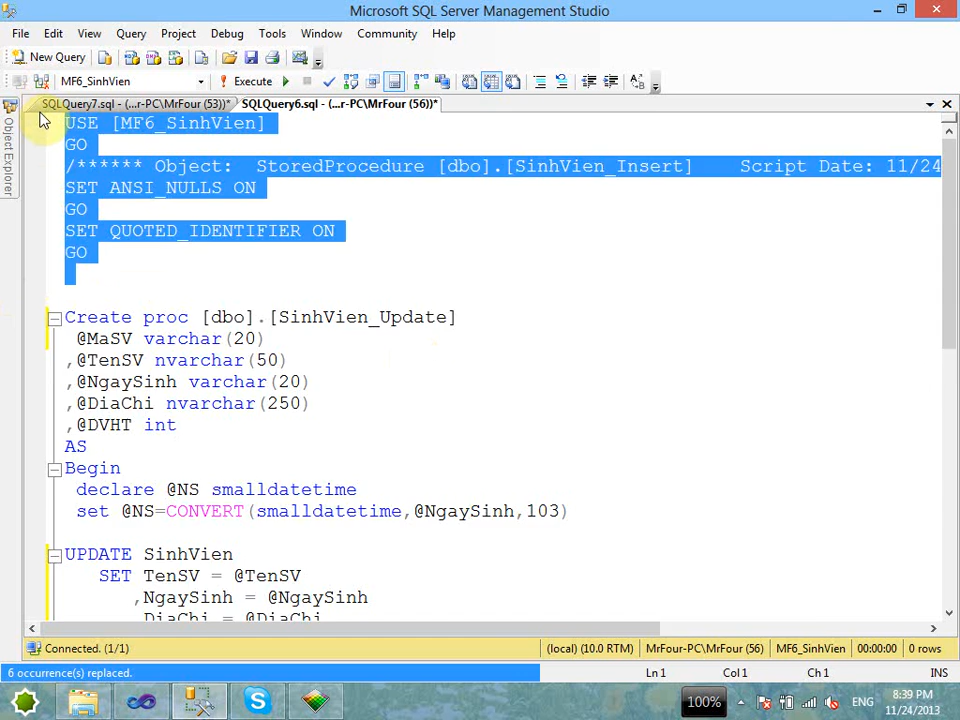 Microsoft SQL Server Management Studio
File Edit View Query Project Debug Tools Window Community Help
New Query
MF6_SinhVien Execute
SQLQuery7.sql - (...r-PC\MrFour (53))* SQLQuery6.sql - (...r-PC\MrFour (56))*
Object Explorer
USE [MF6_SinhVien]
GO
/****** Object:  StoredProcedure [dbo].[SinhVien_Insert]    Script Date: 11/24
SET ANSI_NULLS ON
GO
SET QUOTED_IDENTIFIER ON
GO
Create proc [dbo].[SinhVien_Update]
@MaSV varchar(20)
,@TenSV nvarchar(50)
,@NgaySinh varchar(20)
,@DiaChi nvarchar(250)
,@DVHT int
AS
Begin
declare @NS smalldatetime
set @NS=CONVERT(smalldatetime,@NgaySinh,103)
UPDATE SinhVien
SET TenSV = @TenSV
,NgaySinh = @NgaySinh
,DiaChi = @DiaChi
Connected. (1/1) (local) (10.0 RTM) MrFour-PC\MrFour (56) MF6_SinhVien 00:00:00 0 rows
6 occurrence(s) replaced. Ln 1 Col 1 Ch 1 INS
100% ENG 8:39 PM
11/24/2013